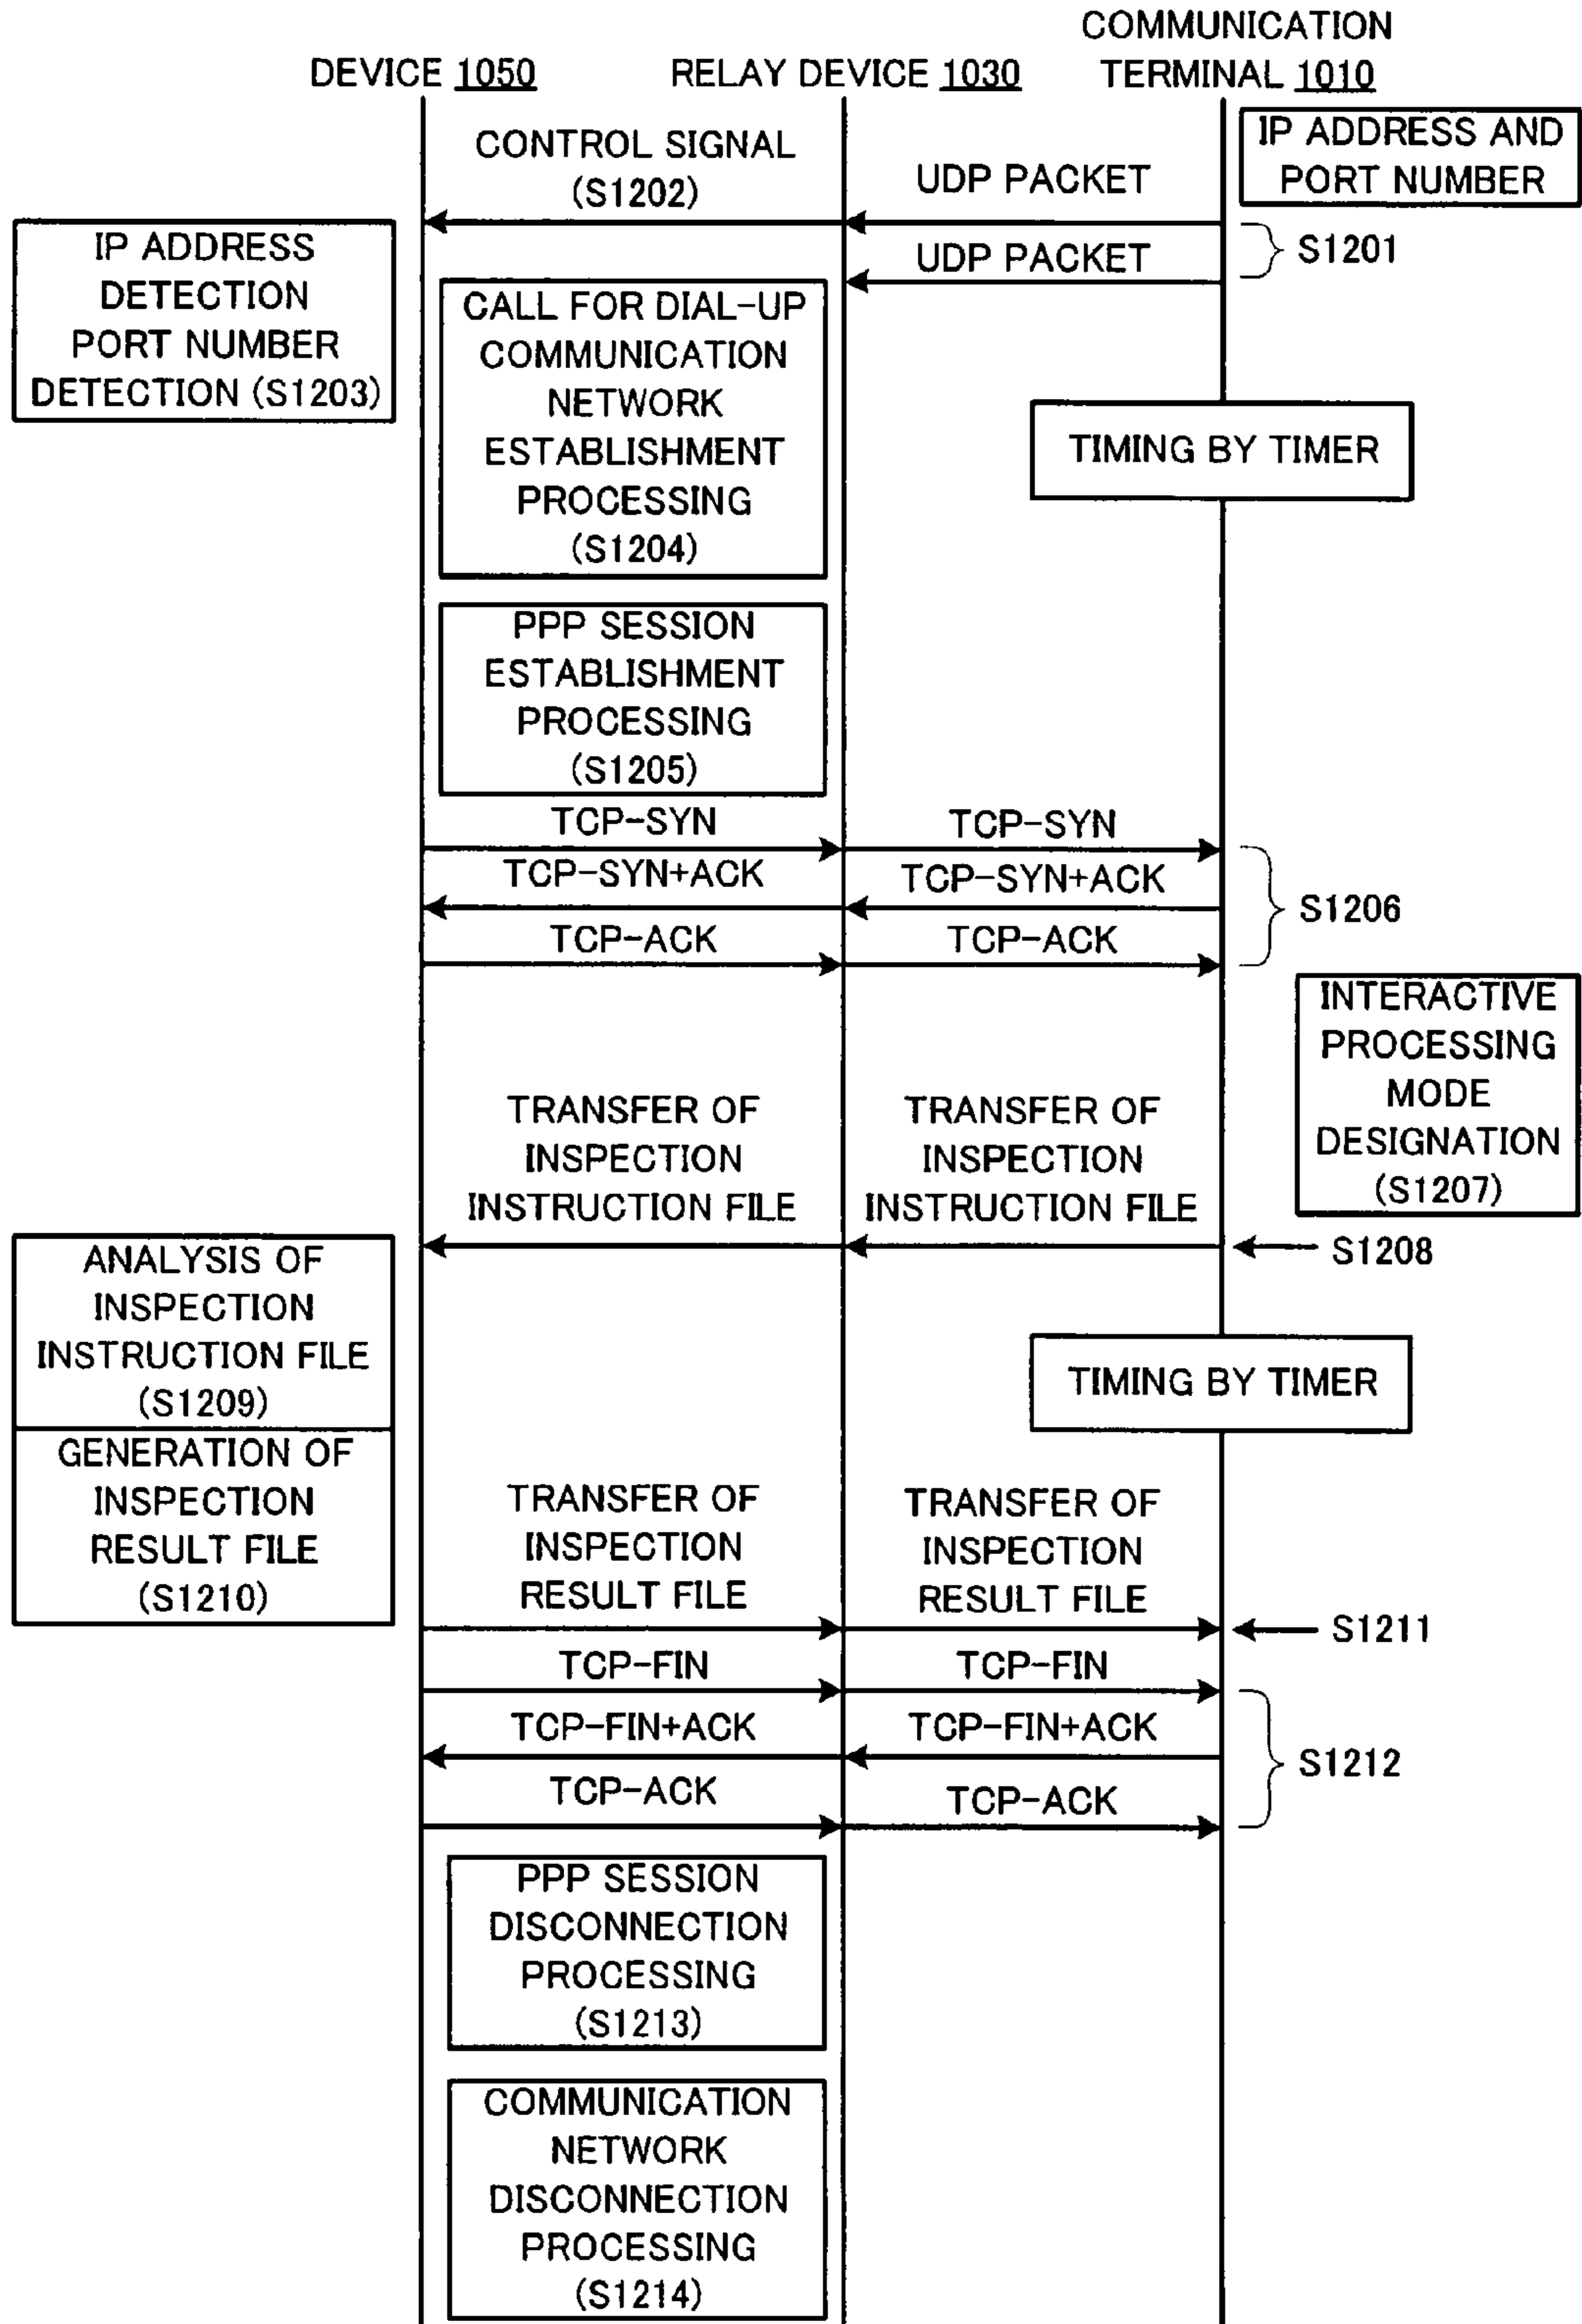 COMMUNICATION
DEVICE 1050 RELAY DEVICE 1030 TERMINAL 1010
IP ADDRESS AND
PORT NUMBER
CONTROL SIGNAL
(S1202)
UDP PACKET
S1201
UDP PACKET
IP ADDRESS
DETECTION
PORT NUMBER
DETECTION (S1203)
CALL FOR DIAL-UP
COMMUNICATION
NETWORK
ESTABLISHMENT
PROCESSING
(S1204)
TIMING BY TIMER
PPP SESSION
ESTABLISHMENT
PROCESSING
(S1205)
TCP-SYN TCP-SYN
TCP-SYN+ACK TCP-SYN+ACK
S1206
TCP-ACK TCP-ACK
INTERACTIVE
PROCESSING
MODE
DESIGNATION
(S1207)
TRANSFER OF
INSPECTION
INSTRUCTION FILE
TRANSFER OF
INSPECTION
INSTRUCTION FILE
S1208
ANALYSIS OF
INSPECTION
INSTRUCTION FILE
(S1209)
TIMING BY TIMER
GENERATION OF
INSPECTION
RESULT FILE
(S1210)
TRANSFER OF
INSPECTION
RESULT FILE
TRANSFER OF
INSPECTION
RESULT FILE
S1211
TCP-FIN TCP-FIN
TCP-FIN+ACK TCP-FIN+ACK
S1212
TCP-ACK TCP-ACK
PPP SESSION
DISCONNECTION
PROCESSING
(S1213)
COMMUNICATION
NETWORK
DISCONNECTION
PROCESSING
(S1214)